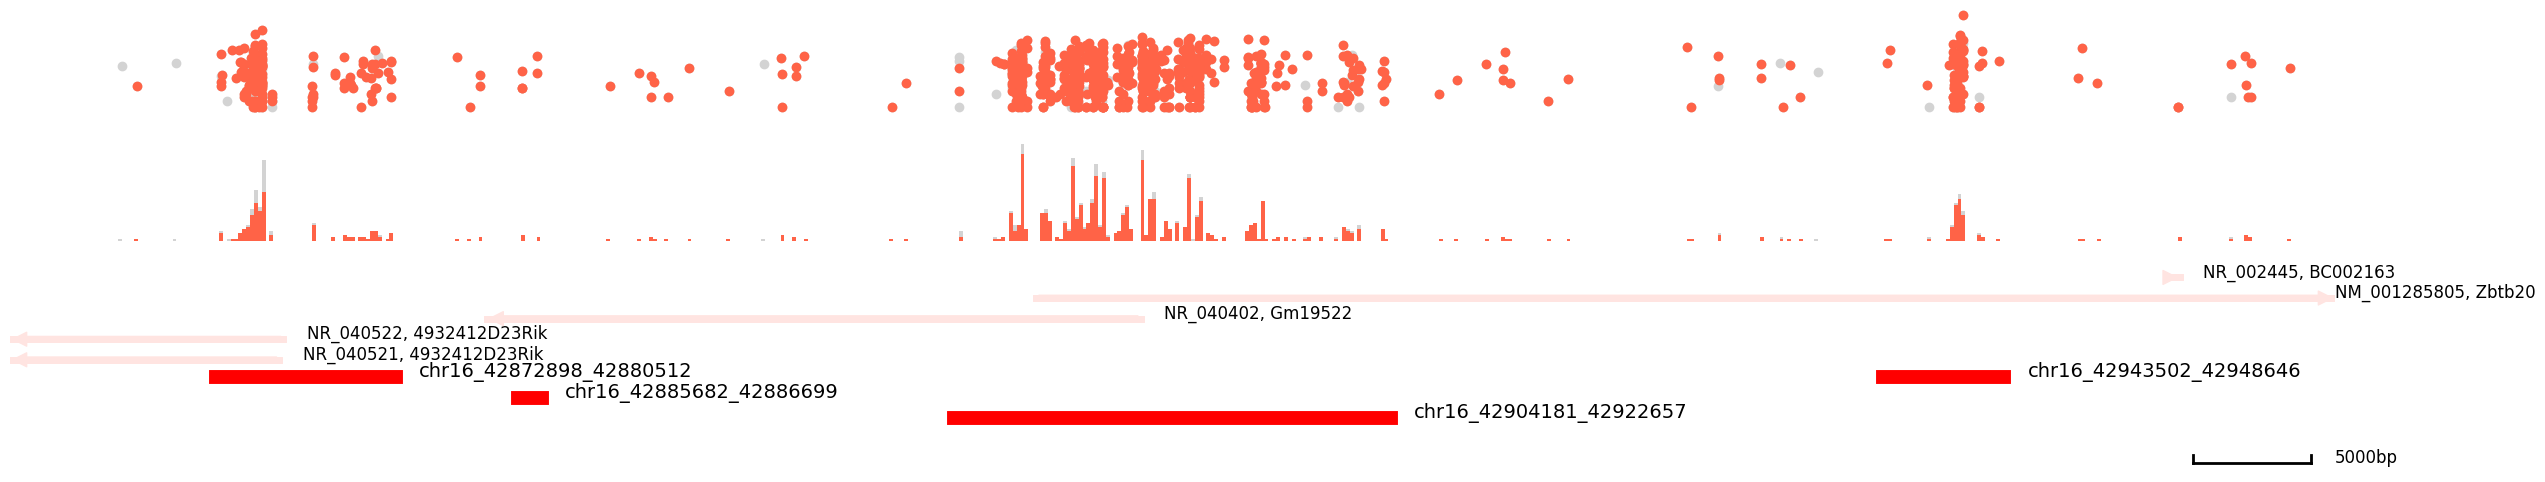 NR_002445, BC002163
NM_001285805, Zbtb20
NR_040402, Gm19522
NR_040522, 4932412D23Rik
NR_040521, 4932412D23Rik
chr16_42872898_42880512
chr16_42943502_42948646
chr16_42885682_42886699
chr16_42904181_42922657
5000bp